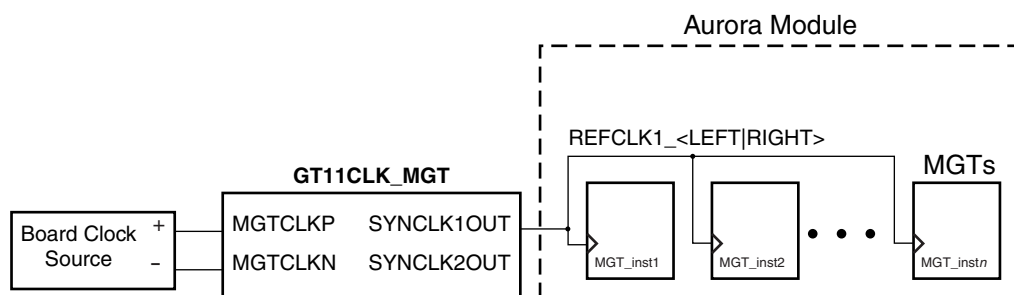 Aurora Module
REFCLK1_<LEFT|RIGHT>
GT11CLK_MGT
MGTs
Board Clock
Source
+
−
MGTCLKP
SYNCLK1OUT
MGTCLKN
SYNCLK2OUT
MGT_inst1
MGT_inst2
MGT_instn